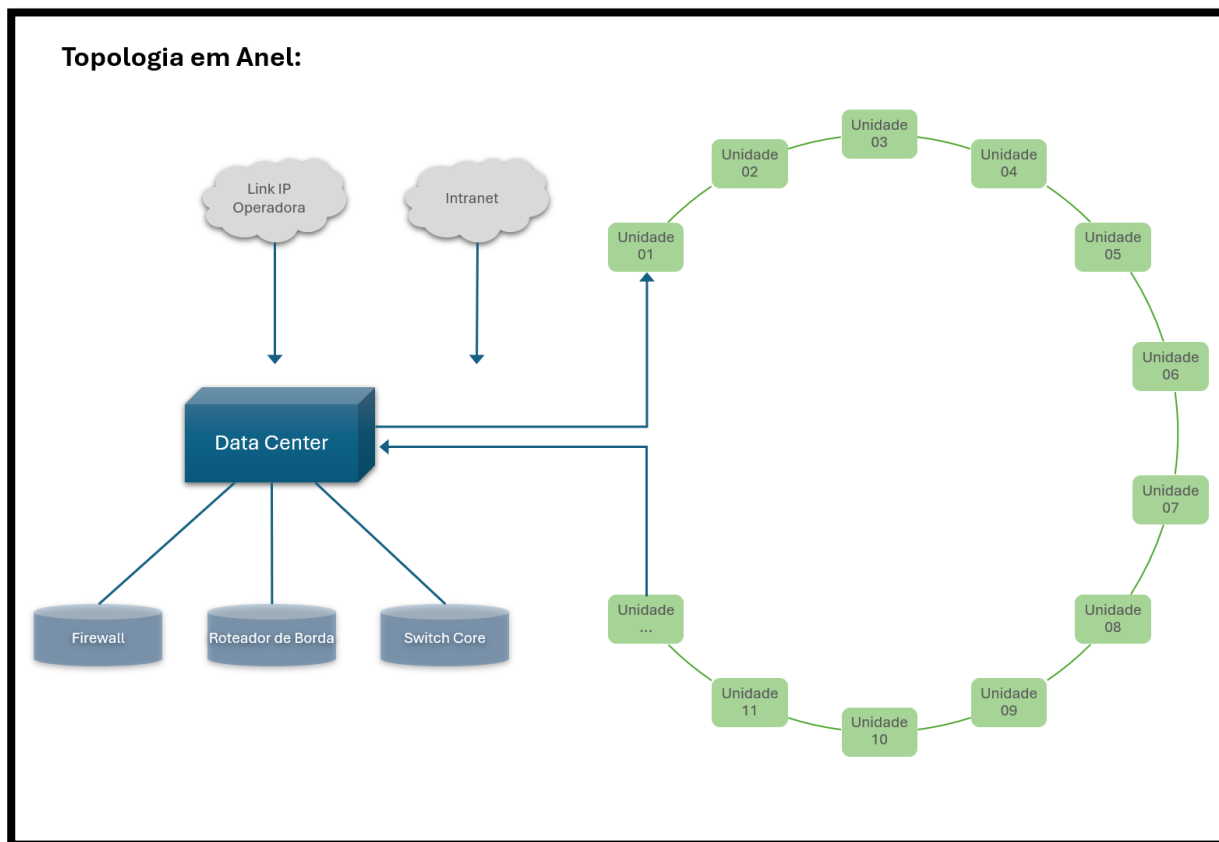 Topologia em Anel:
Link IP
Operadora
Intranet
Data Center
Firewall
Roteador de Borda
Switch Core
Unidade
01
Unidade
02
Unidade
03
Unidade
04
Unidade
05
Unidade
06
Unidade
07
Unidade
08
Unidade
09
Unidade
10
Unidade
11
Unidade
...